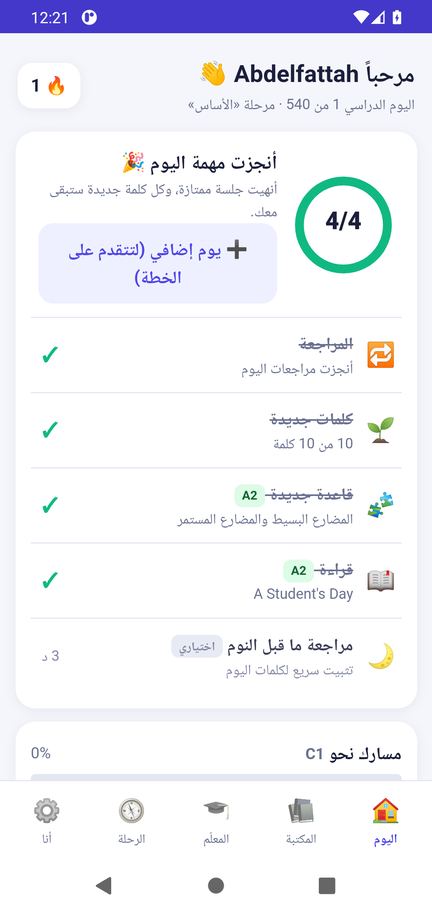 12:21
مرحباً Abdelfattah 👋
🔥 1
اليوم الدراسي 1 من 540 · مرحلة «الأساس»
أنجزت مهمة اليوم 🎉
أنهيت جلسة ممتازة، وكل كلمة جديدة ستبقى
معك.
4/4
➕ يوم إضافي (لتتقدم على
الخطة)
المراجعة
أنجزت مراجعات اليوم
✓
كلمات جديدة
10 من 10 كلمة
✓
قاعدة جديدة A2
المضارع البسيط والمضارع المستمر
✓
قراءة A2
A Student's Day
✓
مراجعة ما قبل النوم اختياري
تثبيت سريع لكلمات اليوم
3 د
مسارك نحو C1
0%
اليوم
المكتبة
المعلّم
الرحلة
أنا